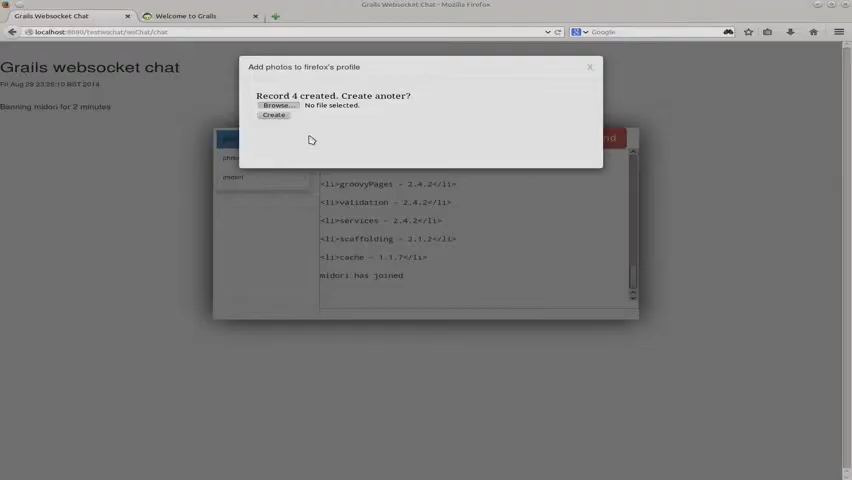 Grails Websocket Chat - Mozilla Firefox
Grails Websocket Chat
Welcome to Grails
localhost:8080/testwschat/wsChat/chat
Google
Grails websocket chat
Fri Aug 29 23:26:10 BST 2014
Banning midori for 2 minutes
Add photos to firefox's profile
x
Record 4 created. Create anoter?
Browse... No file selected.
Create
midori
<li>groovyPages - 2.4.2</li>
<li>validation - 2.4.2</li>
<li>services - 2.4.2</li>
<li>scaffolding - 2.1.2</li>
<li>cache - 1.1.7</li>
midori has joined